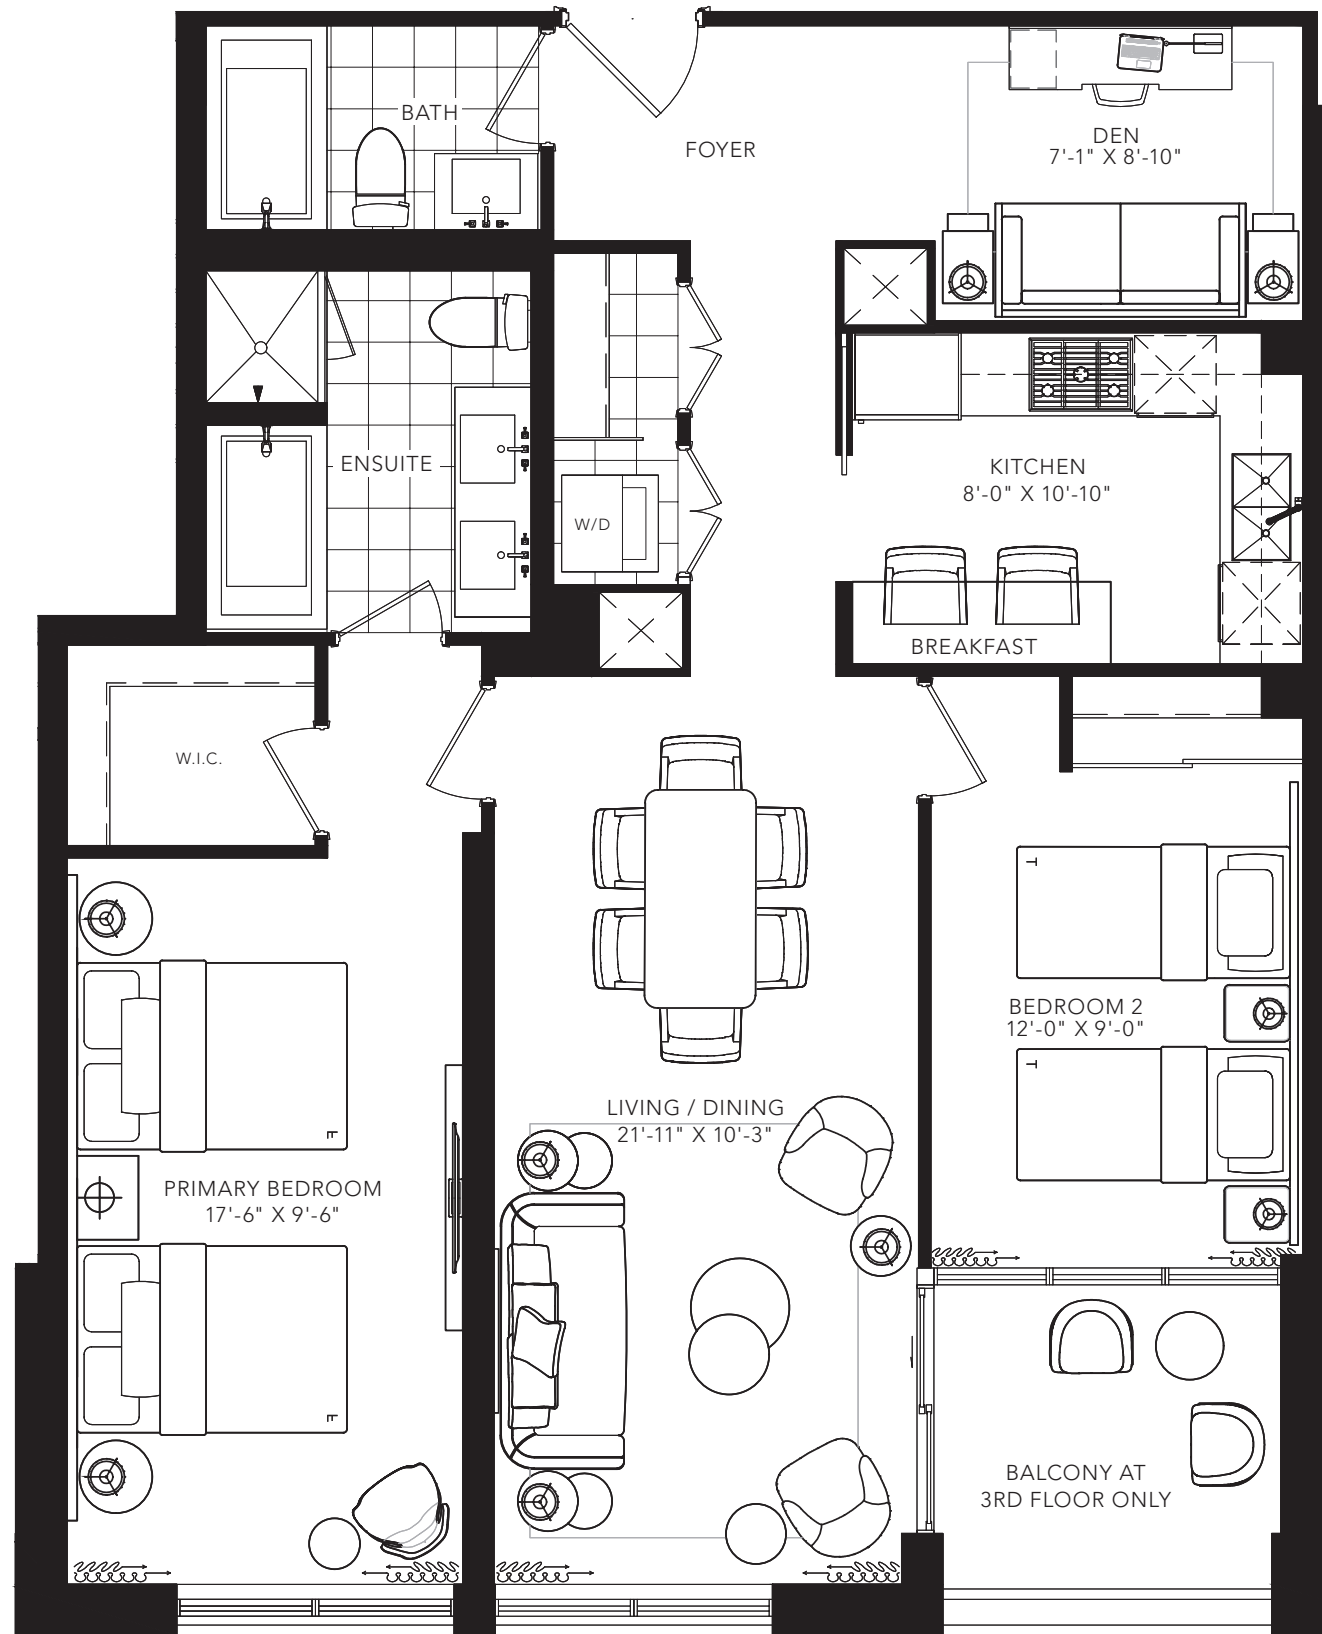 BATH
FOYER
DEN
7'-1" X 8'-10"
ENSUITE
KITCHEN
8'-0" X 10'-10"
W/D
BREAKFAST
W.I.C.
T
BEDROOM 2
12'-0" X 9'-0"
T
LIVING / DINING
21'-11" X 10'-3"
F
PRIMARY BEDROOM
17'-6" X 9'-6"
F
BALCONY AT
3RD FLOOR ONLY